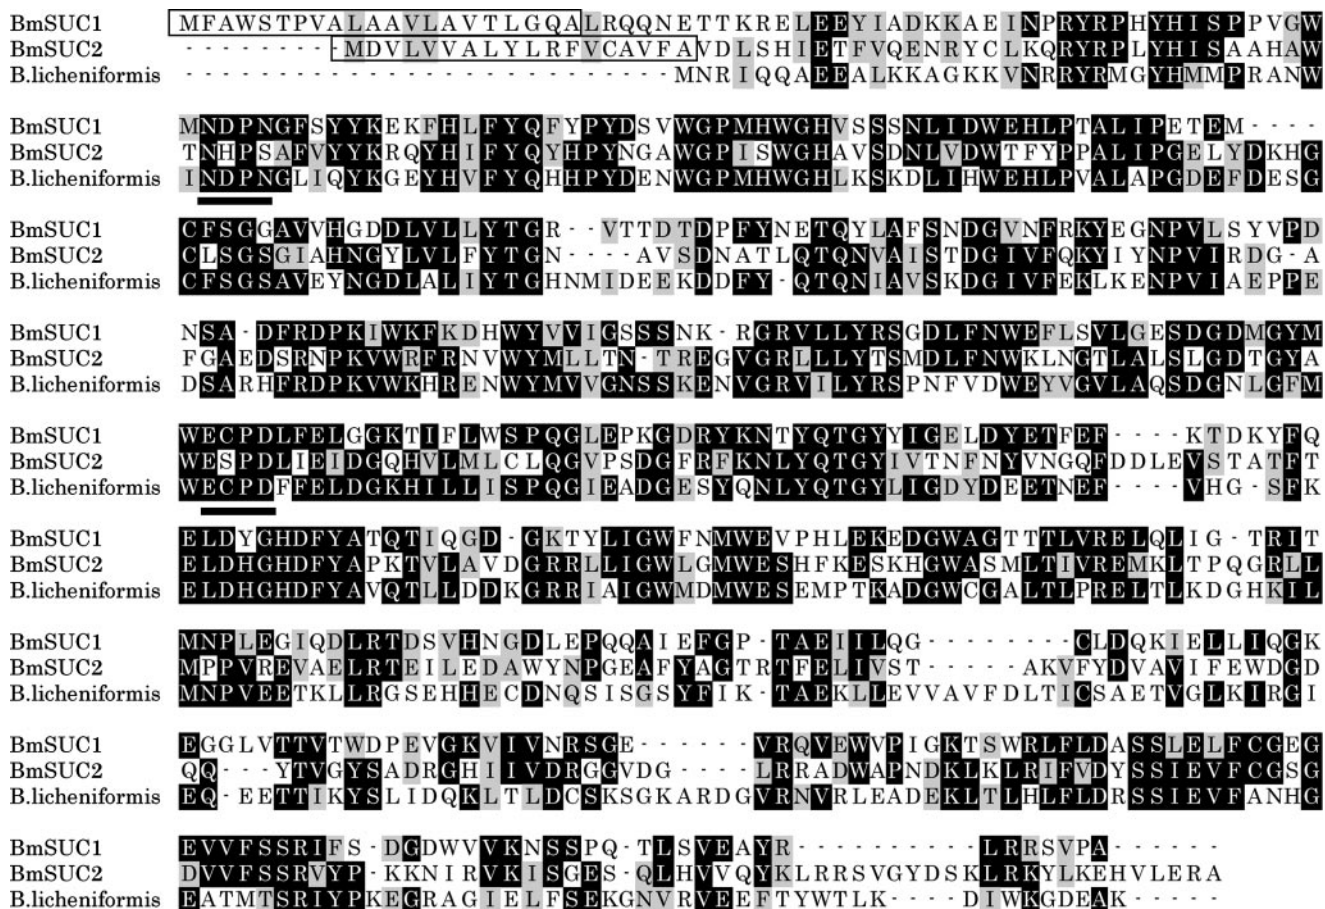 BmSUC1 MFAWSTPVALAAVLAVTLGQALRQQNETTKRELEEYIADKKAEINPRYRPHYHISPPVGW
BmSUC2 - - - - - - - - MDVLVVALYLRFVCAVFAVDLSHIETFVQENRYCLKQRYRPLYHISAAHAW
B.licheniformis - - - - - - - - - - - - - - - - - - - - - - - - - - MNRIQQAEEALKKAGKKVNRRYRMGYHMMPRANW
BmSUC1 MNDPNGFSYYKEKFHLFYQFYPYDSVWGPMHWGHVSSSNLIDWEHLPTALIPETEM - - - -
BmSUC2 TNHPSAFVYYKRQYHIFYQYHPYNGAWGPISWGHAVSDNLVDWTFYPPALIPGELYDKHG
B.licheniformis INDPNGLIQYKGEYHVFYQHHPYDENWGPMHWGHLKSKDLIHWEHLPVALAPGDEFDESG
BmSUC1 CFSGGAVVHGDDLVLLYTGR - - VTTDTDPFYNETQYLAFSNDGVNFRKYEGNPVLSYVPD
BmSUC2 CLSGSGIAHNGYLVLFYTGN - - - - AVSDNATLQTQNVAISTDGIVFQKYIYNPVIRDG - A
B.licheniformis CFSGSAVEYNGDLALIYTGHNMIDEEKDDFY - QTQNIAVSKDGIVFEKLKENPVIAEPPE
BmSUC1 NSA - DFRDPKIWKFKDHWYVVIGSSSNK - RGRVLLYRSGDLFNWEFLSVLGESDGDMGYM
BmSUC2 FGAEDSRNPKVWRFRNVWYMLLTN - TREGVGRLLLYTSMDLFNWKLNGTLALSLGDTGYA
B.licheniformis DSARHFRDPKVWKHRENWYMVVGNSSKENVGRVILYRSPNFVDWEYVGVLAQSDGNLGFM
BmSUC1 WECPDLFELGGKTIFLWSPQGLEPKGDRYKNTYQTGYYIGELDYETFEF - - - - KTDKYFQ
BmSUC2 WESPDLIEIDGQHVLMLCLQGVPSDGFRFKNLYQTGYIVTNFNYVNGQFDDLEVSTATFT
B.licheniformis WECPDFFELDGKHILLISPQGIEADGESYQNLYQTGYLIGDYDEETNEF - - - - VHG - SFK
BmSUC1 ELDYGHDFYATQTIQGD - GKTYLIGWFNMWEVPHLEKEDGWAGTTTLVRELQLIG - TRIT
BmSUC2 ELDHGHDFYAPKTVLAVDGRRLLIGWLGMWESHFKESKHGWASMLTIVREMKLTPQGRLL
B.licheniformis ELDHGHDFYAVQTLLDDKGRRIAIGWMDMWESEMPTKADGWCGALTLPRELTLKDGHKIL
BmSUC1 MNPLEGIQDLRTDSVHNGDLEPQQAIEFGP - TAEIILQG - - - - - - - - CLDQKIELLIQGK
BmSUC2 MPPVREVAELRTEILEDAWYNPGEAFYAGTRTFELIVST - - - - - AKVFYDVAVIFEWDGD
B.licheniformis MNPVEETKLLRGSEHHECDNQSISGSYFIK - TAEKLLEVVAVFDLTICSAETVGLKIRGI
BmSUC1 EGGLVTTVTWDPEVGKVIVNRSGE - - - - - - VRQVEWVPIGKTSWRLFLDASSLELFCGEG
BmSUC2 QQ - - - YTVGYSADRGHIIVDRGGVDG - - - - LRRADWAPNDKLKLRIFVDYSSIEVFCGSG
B.licheniformis EQ - EETTIKYSLIDQKLTLDCSKSGKARDGVRNVRLEADEKLTLHLFLDRSSIEVFANHG
BmSUC1 EVVFSSRIFS - DGDWVVKNSSPQ - TLSVEAYR - - - - - - - - - - LRRSVPA - - - - - -
BmSUC2 DVVFSSRVYP - KKNIRVKISGES - QLHVVQYKLRRSVGYDSKLRKYLKEHVLERA
B.licheniformis EATMTSRIYPKEGRAGIELFSEKGNVRVEEFTYWTLK - - - - DIWKGDEAK - - - - -